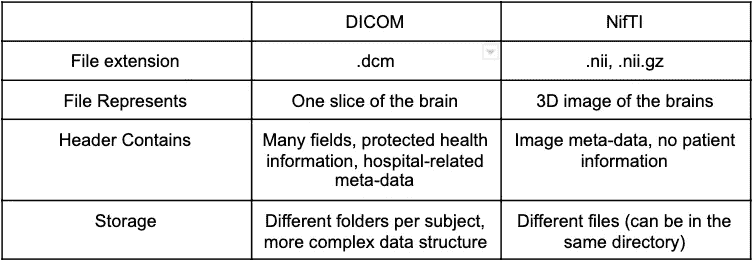 DICOM NifTI
File extension .dcm .nii, .nii.gz
File Represents One slice of the brain 3D image of the brains
Header Contains Many fields, protected health Image meta-data, no patient
information, hospital-related information
meta-data
Storage Different folders per subject, Different files (can be in the
more complex data structure same directory)